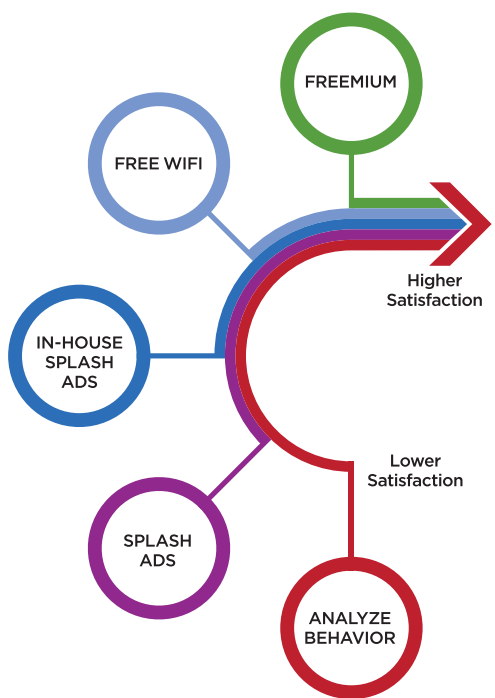 FREEMIUM
FREE WIFI
IN-HOUSE
SPLASH
ADS
SPLASH
ADS
ANALYZE
BEHAVIOR
Higher
Satisfaction
Lower
Satisfaction